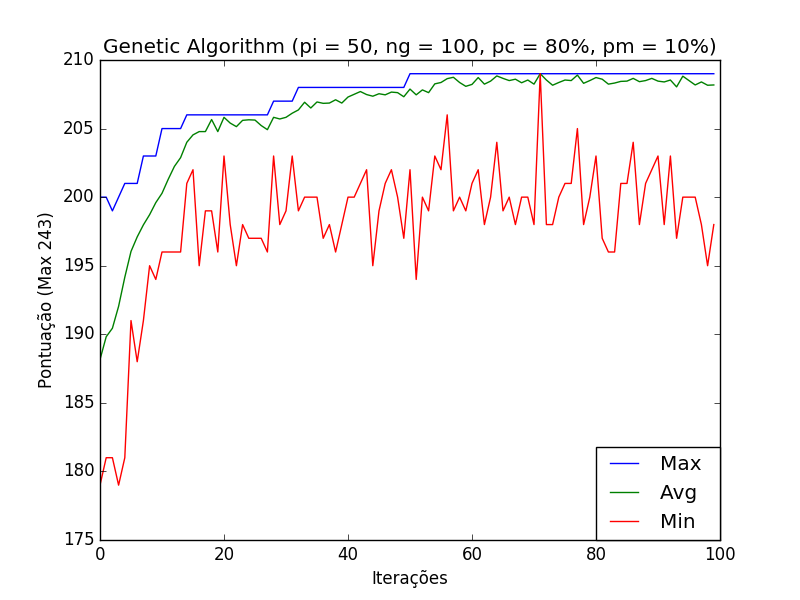 Genetic Algorithm (pi = 50, ng = 100, pc = 80%, pm = 10%)
210
205
200
195
190
185
180
175
Pontuação (Max 243)
Max
Avg
Min
0 20 40 60 80 100
Iterações